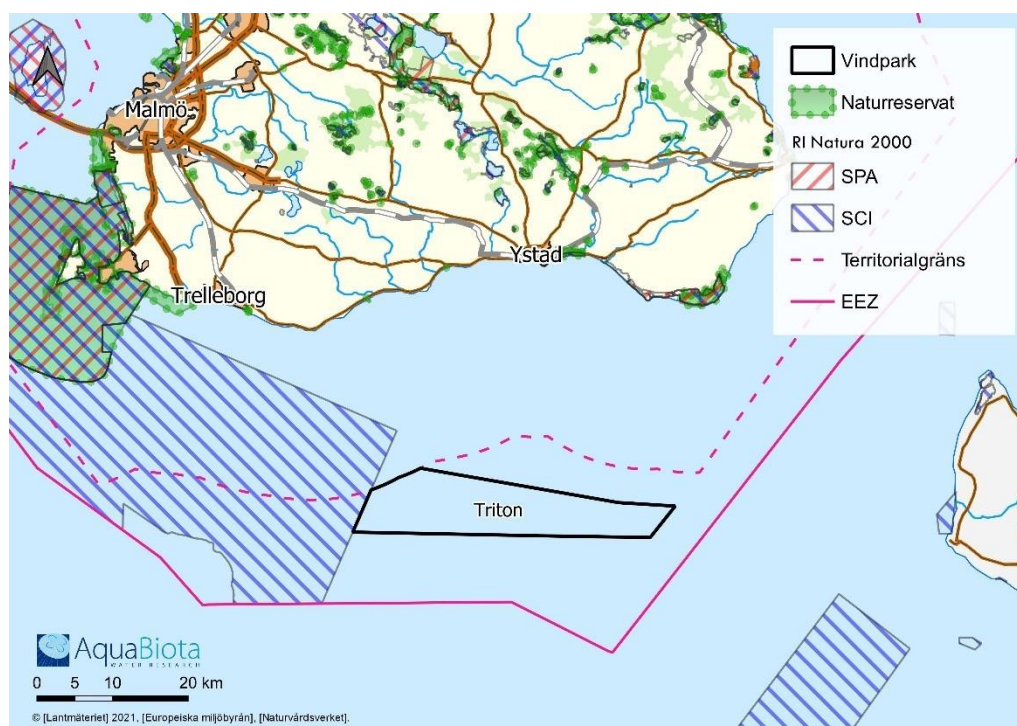 N
Malmö
Trelleborg
Ystad
Triton
Vindpark
Naturreservat
RI Natura 2000
SPA
SCI
Territorialgräns
EEZ
AquaBiota
WATER RESEARCH
0 5 10 20 km
© [Lantmäteriet] 2021, [Europeiska miljöbyrån], [Naturvårdsverket].